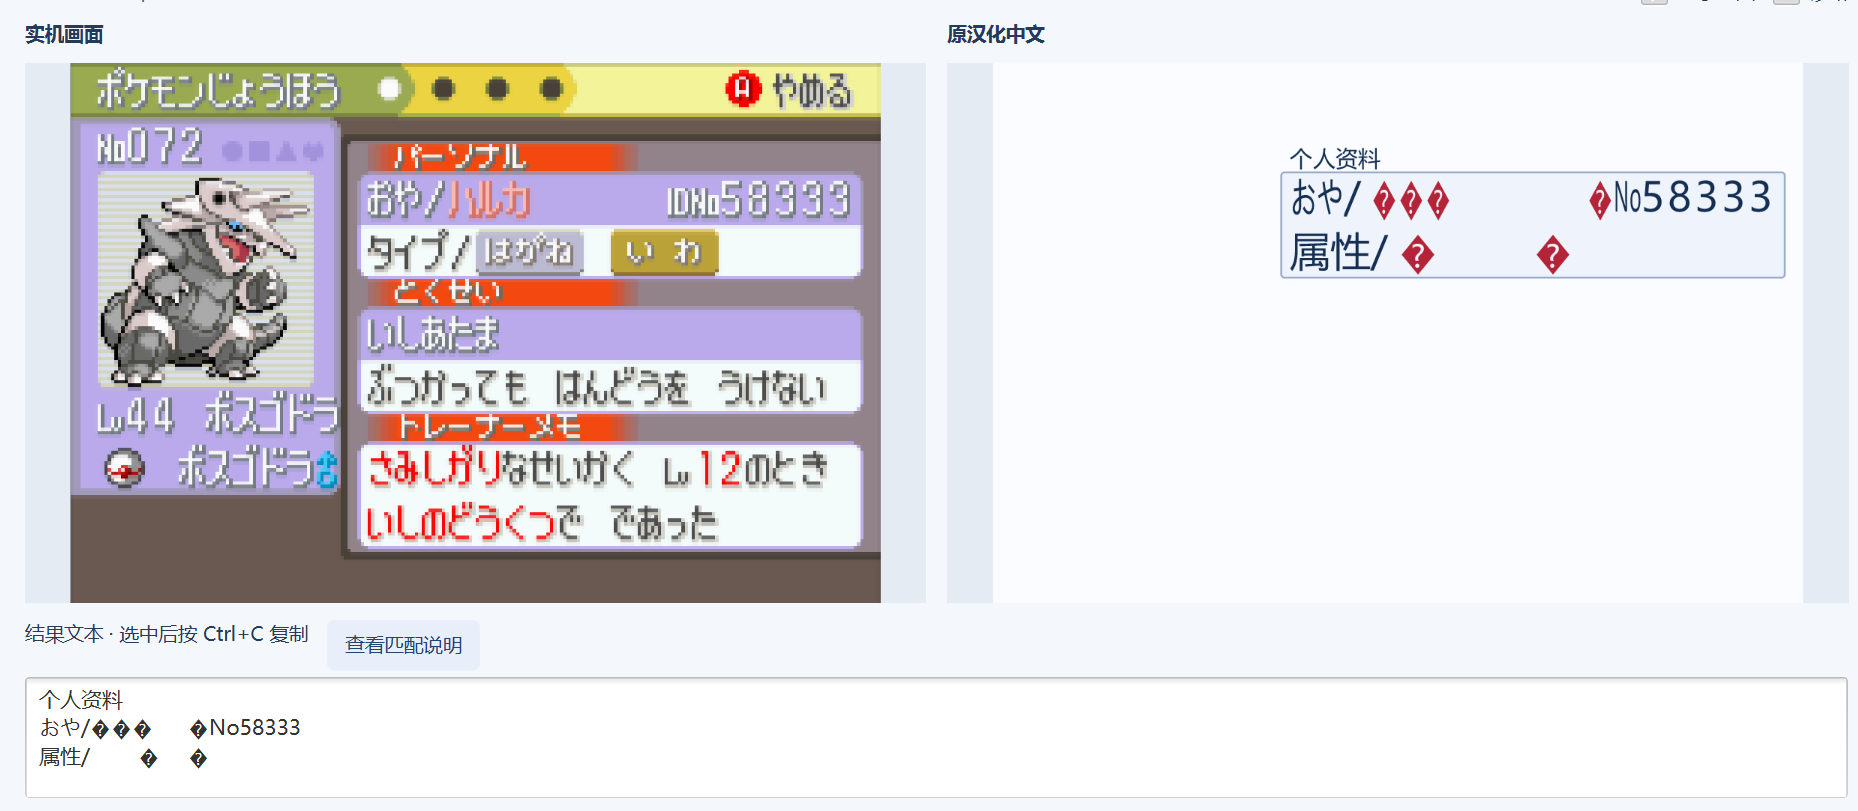 实机画面
原汉化中文
ポケモンじょうほう
A やめる
No072
パーソナル
おや/ハルカ IDNo58333
タイプ/ はがね いわ
とくせい
いしあたま
ぶつかっても はんどうを うけない
Lv44 ボスゴドラ
トレーナーメモ
ボスゴドラ♂
さみしがりなせいかく Lv12のとき
いしのどうくつで であった
个人资料
おや/ ��� �No58333
属性/ � �
结果文本 · 选中后按 Ctrl+C 复制
查看匹配说明
个人资料
おや/��� �No58333
属性/ � �